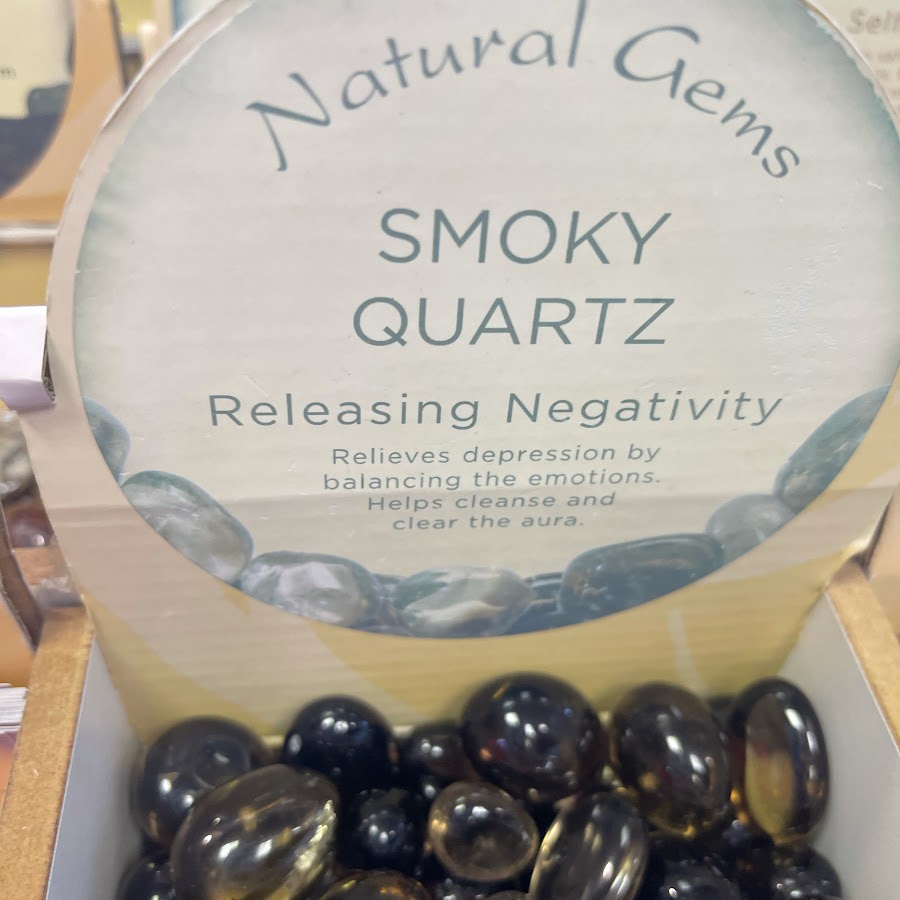 Natural Gems
SMOKY
QUARTZ
Releasing Negativity
Relieves depression by
balancing the emotions.
Helps cleanse and
clear the aura.